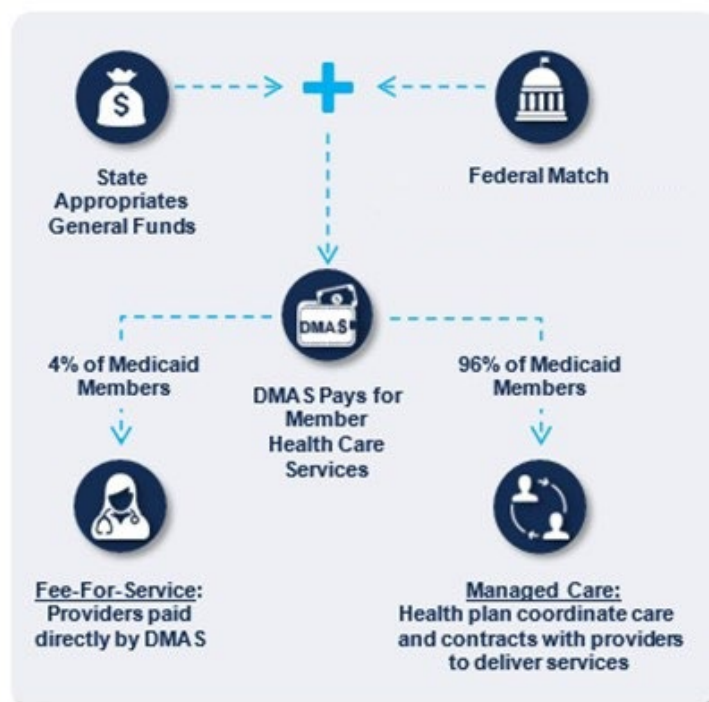 $
State
Appropriates
General Funds
Federal Match
DMAS
4% of Medicaid
Members
96% of Medicaid
Members
DMAS Pays for
Member
Health Care
Services
Fee-For-Service:
Providers paid
directly by DMAS
Managed Care:
Health plan coordinate care
and contracts with providers
to deliver services